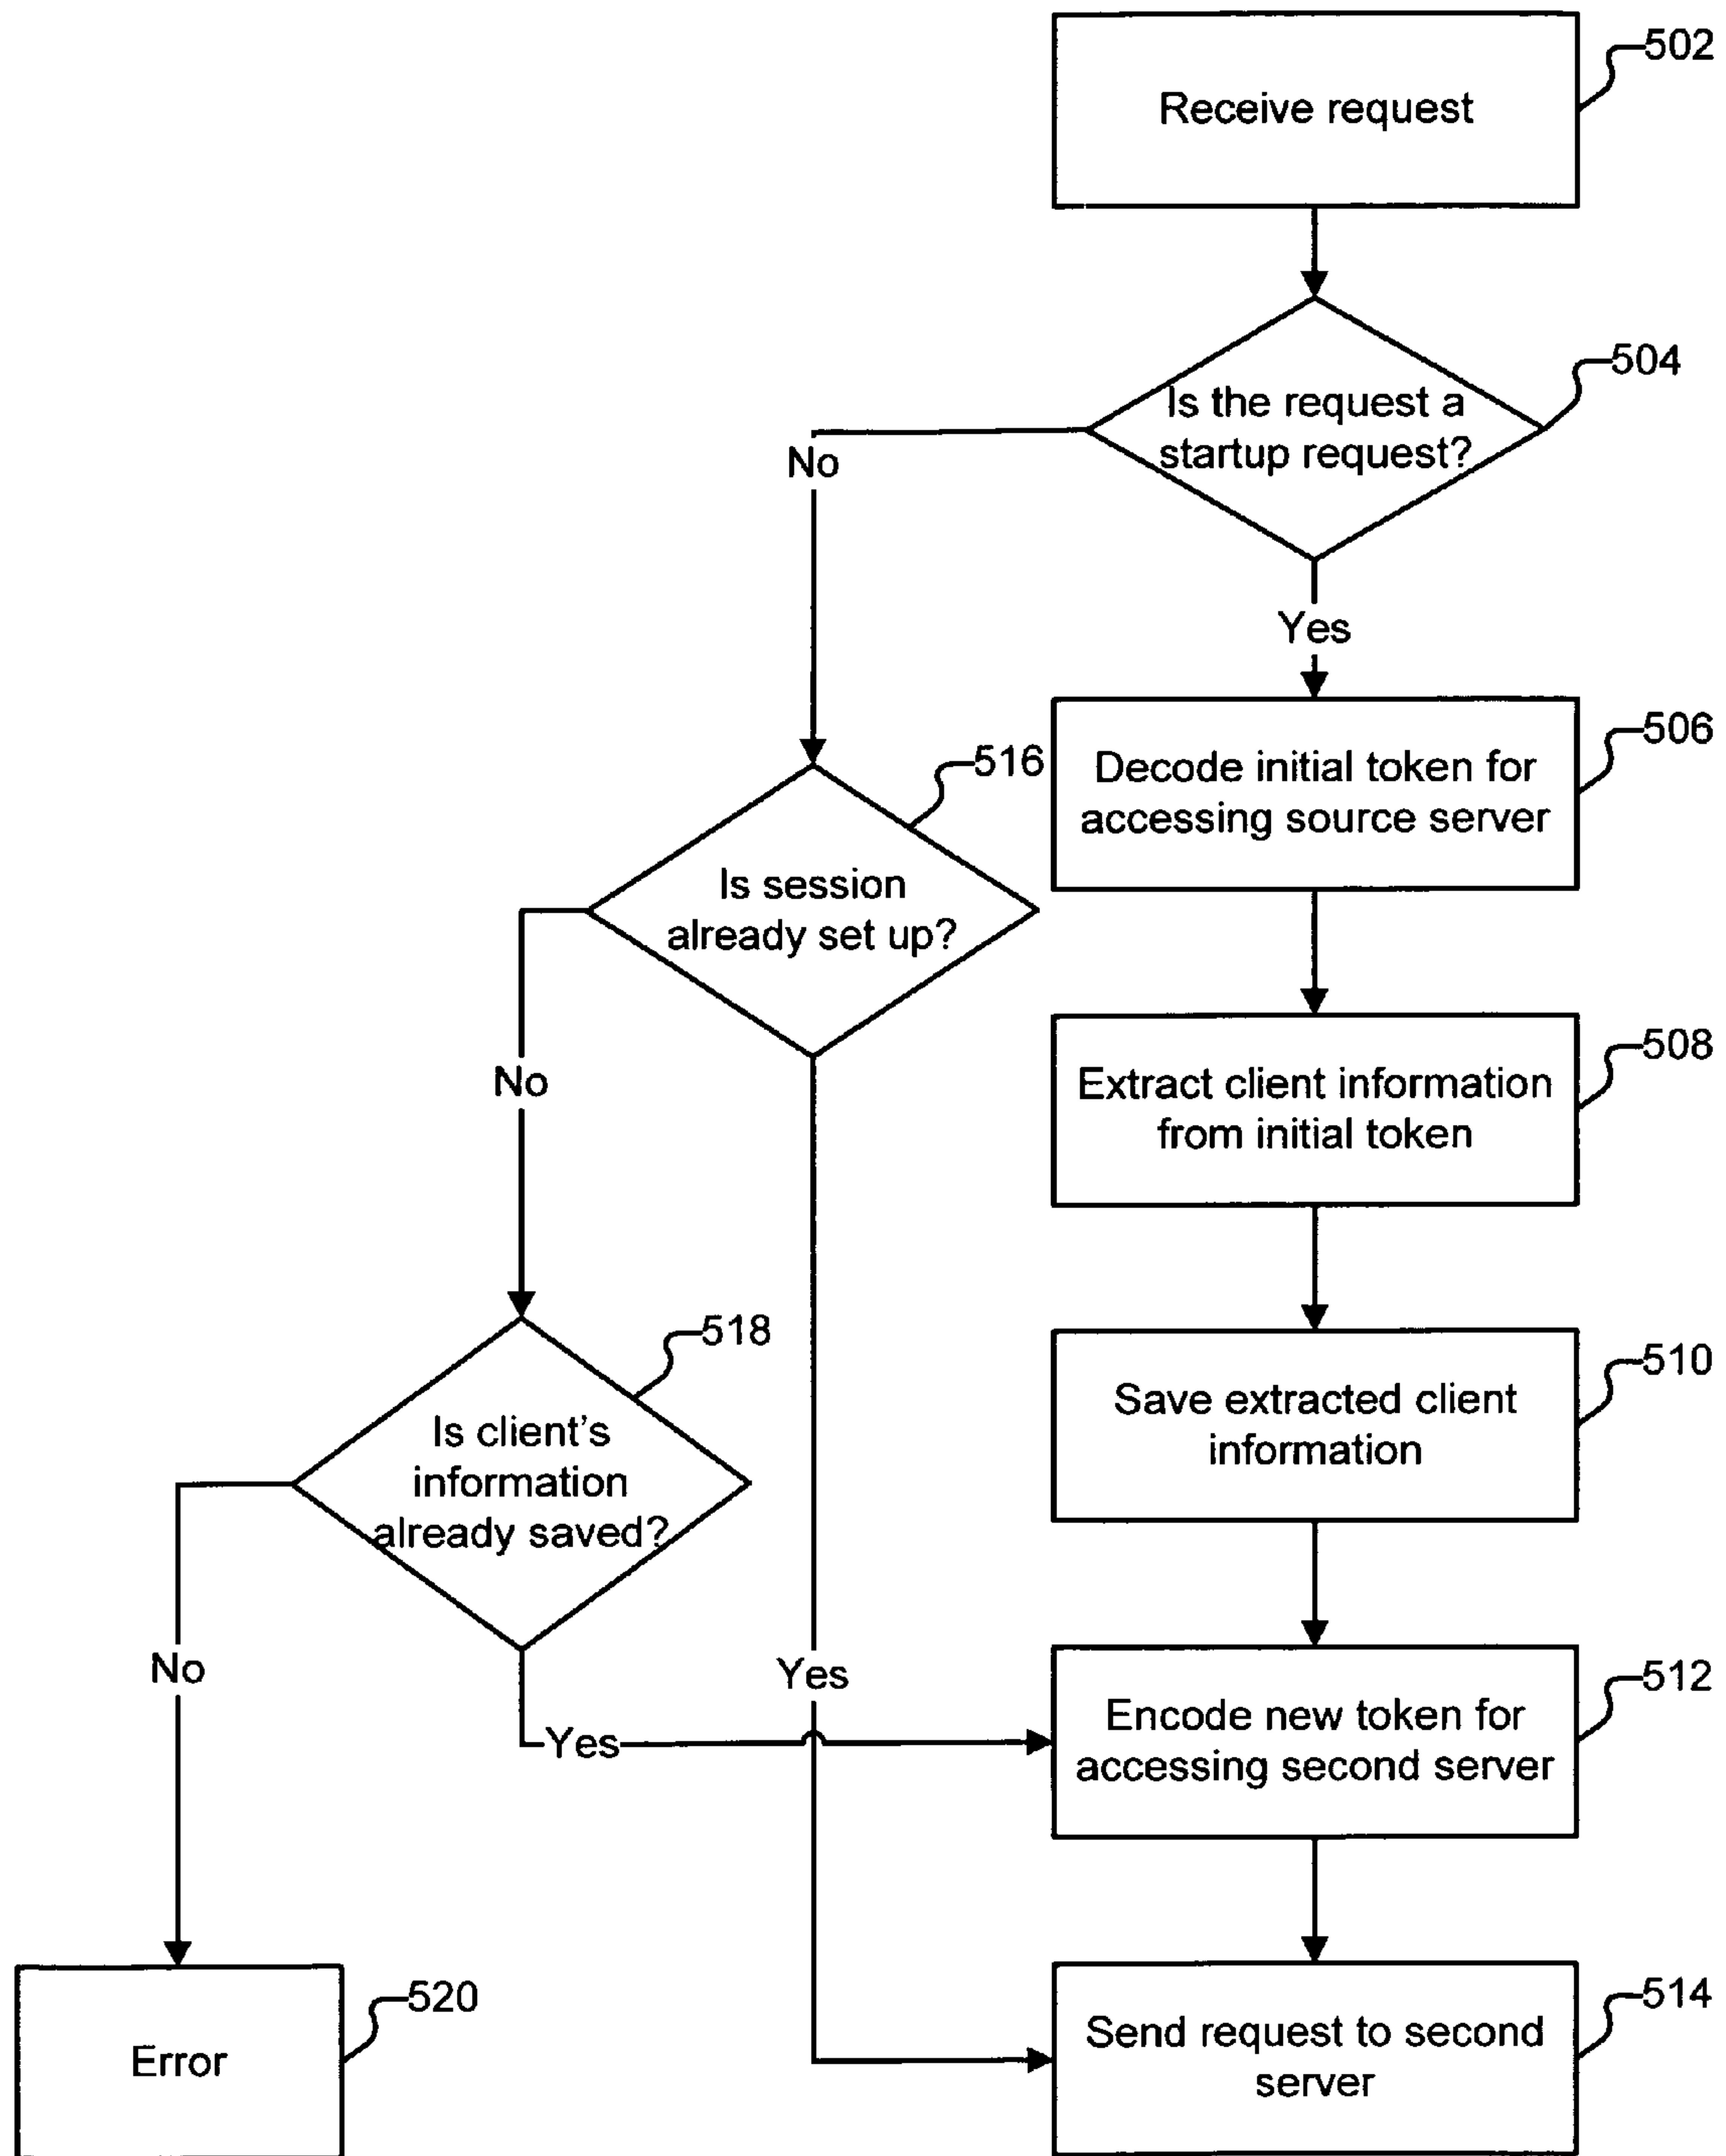 Receive request
502
Is the request a
startup request?
504
No
Yes
Decode initial token for
accessing source server
506
Is session
already set up?
516
Extract client information
from initial token
508
No
Is client's
information
already saved?
518
Save extracted client
information
510
No
Yes
Yes
Encode new token for
accessing second server
512
Error
520
Send request to second
server
514